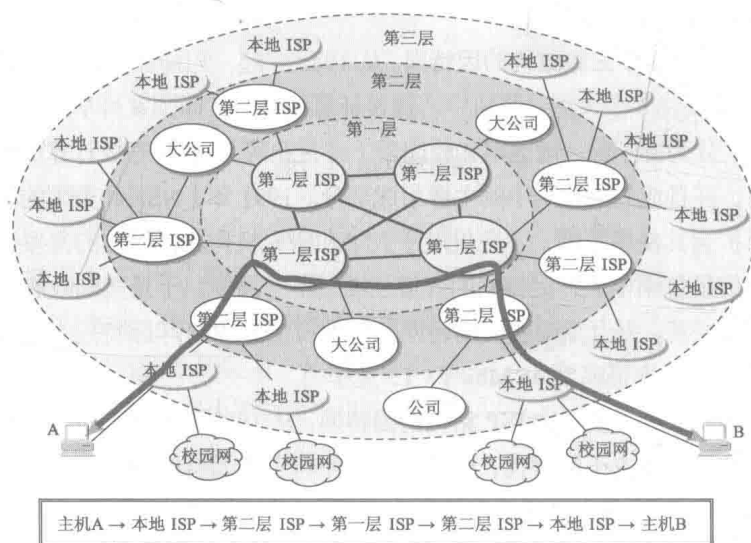 第三层
本地 ISP
本地 ISP
本地 ISP
第二层
本地 ISP
第二层 ISP
本地 ISP
第一层
大公司
本地 ISP
大公司
本地 ISP
第一层 ISP
第一层 ISP
第二层 ISP
本地 ISP
本地 ISP
第二层 ISP
第一层 ISP
第一层 ISP
第二层 ISP
本地 ISP
本地 ISP
第二层 ISP
第二层 ISP
大公司
本地 ISP
本地 ISP
本地 ISP
本地 ISP
公司
A
B
校园网
校园网
校园网
校园网
主机A → 本地 ISP → 第二层 ISP → 第一层 ISP → 第二层 ISP → 本地 ISP → 主机B